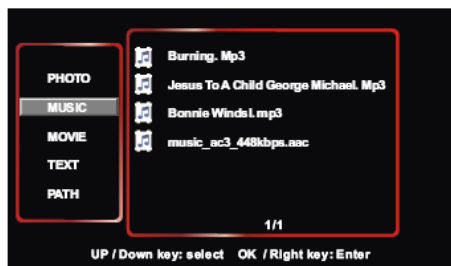 PHOTO
MUSIC
MOVIE
TEXT
PATH
Burning. Mp3
Jesus To A Child George Michael. Mp3
Bonnie Winds l. mp3
music_ac3_448kbps.aac
1/1
UP / Down key: select OK / Right key: Enter